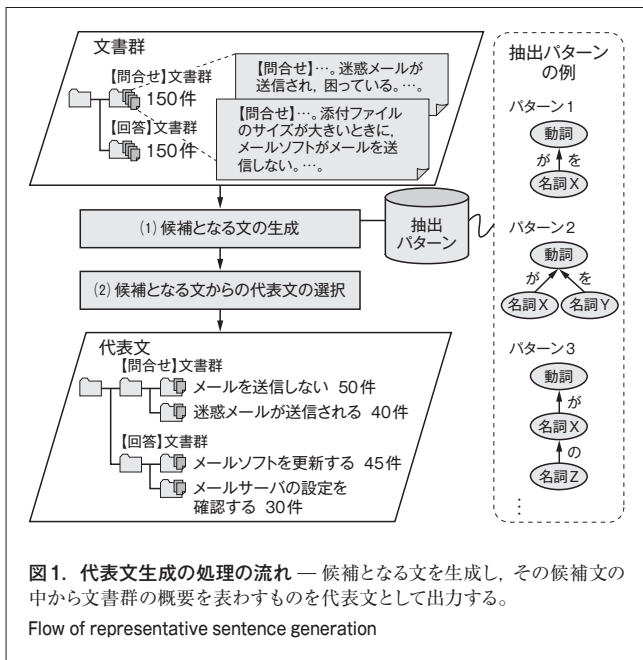 文書群
【問合せ】文書群
150件
【回答】文書群
150件
【問合せ】…。迷惑メールが
送信され，困っている。…。
【問合せ】…。添付ファイル
のサイズが大きいときに，
メールソフトがメールを送
信しない。…。
(1)候補となる文の生成
抽出
パターン
(2)候補となる文からの代表文の選択
代表文
【問合せ】文書群
メールを送信しない 50件
迷惑メールが送信される 40件
【回答】文書群
メールソフトを更新する 45件
メールサーバの設定を
確認する 30件
抽出パターン
の例
パターン1
動詞
が を
名詞X
パターン2
動詞
が を
名詞X 名詞Y
パターン3
動詞
が
名詞X
の
名詞Z
⋮
図1. 代表文生成の処理の流れ — 候補となる文を生成し，その候補文の
中から文書群の概要を表わすものを代表文として出力する。
Flow of representative sentence generation